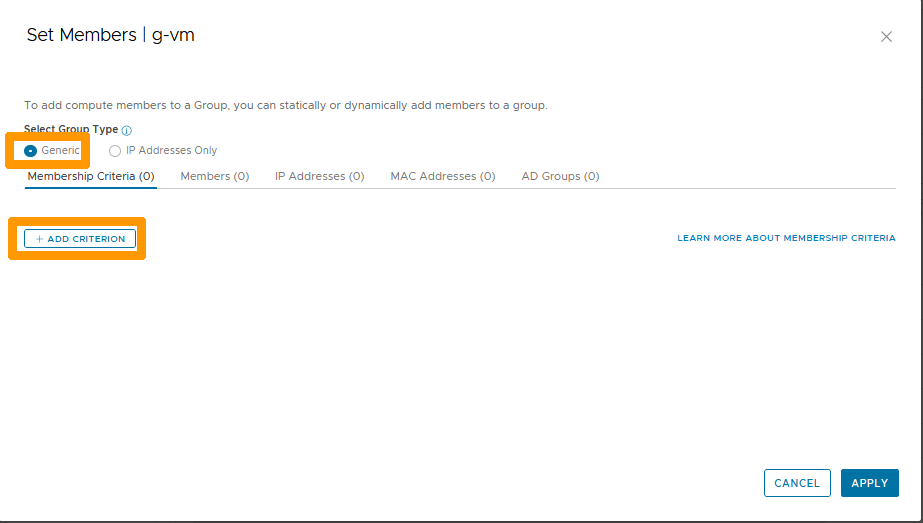 Set Members | g-vm
To add compute members to a Group, you can statically or dynamically add members to a group.
Select Group Type
Generic IP Addresses Only
Membership Criteria (0) Members (0) IP Addresses (0) MAC Addresses (0) AD Groups (0)
+ ADD CRITERION LEARN MORE ABOUT MEMBERSHIP CRITERIA
CANCEL APPLY